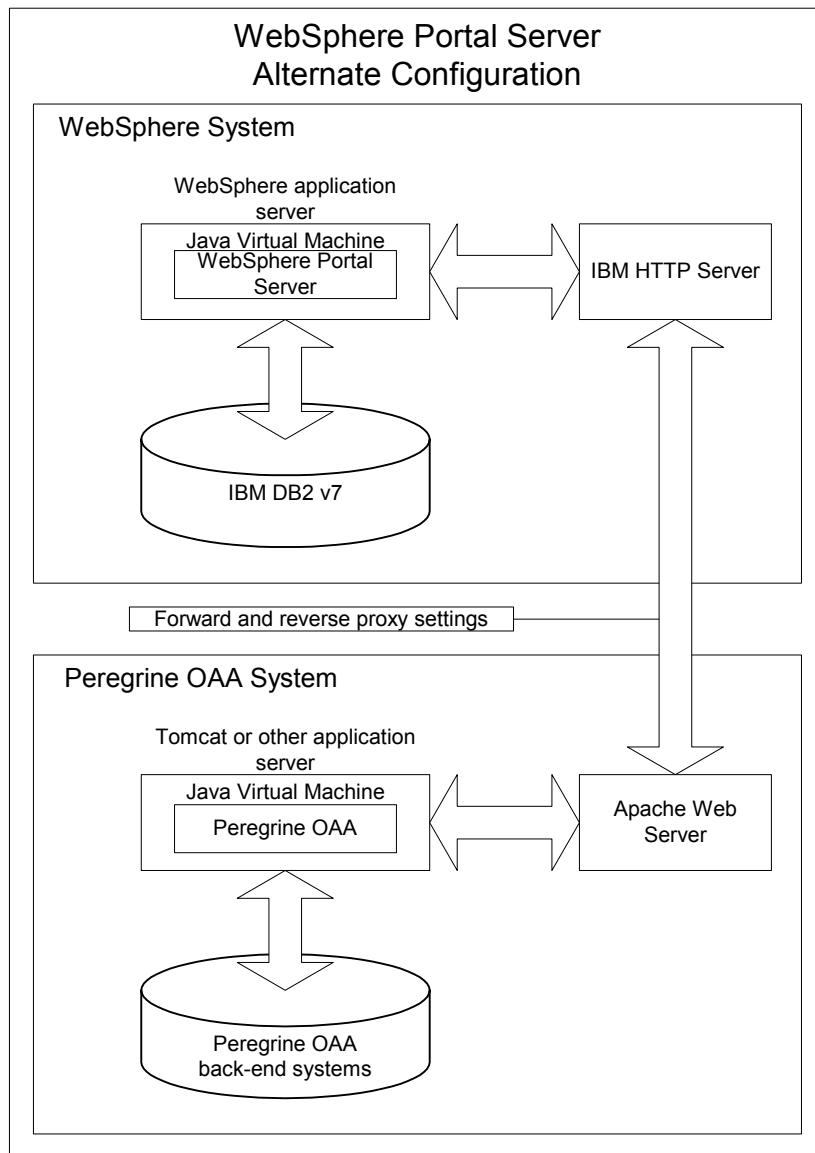 WebSphere Portal Server
Alternate Configuration
WebSphere System
WebSphere application
server
Java Virtual Machine
WebSphere Portal
Server
IBM HTTP Server
IBM DB2 v7
Forward and reverse proxy settings
Peregrine OAA System
Tomcat or other application
server
Java Virtual Machine
Peregrine OAA
Apache Web
Server
Peregrine OAA
back-end systems